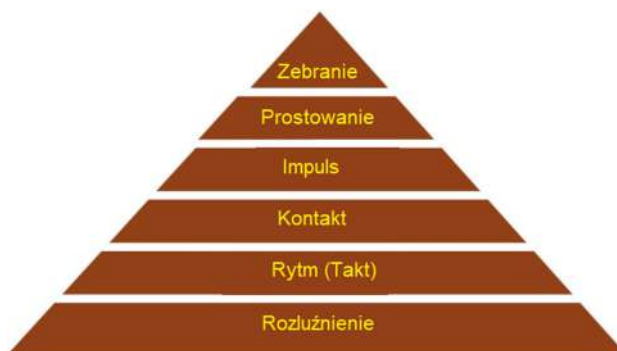 Zebranie
Prostowanie
Impuls
Kontakt
Rytm (Takt)
Rozluźnienie